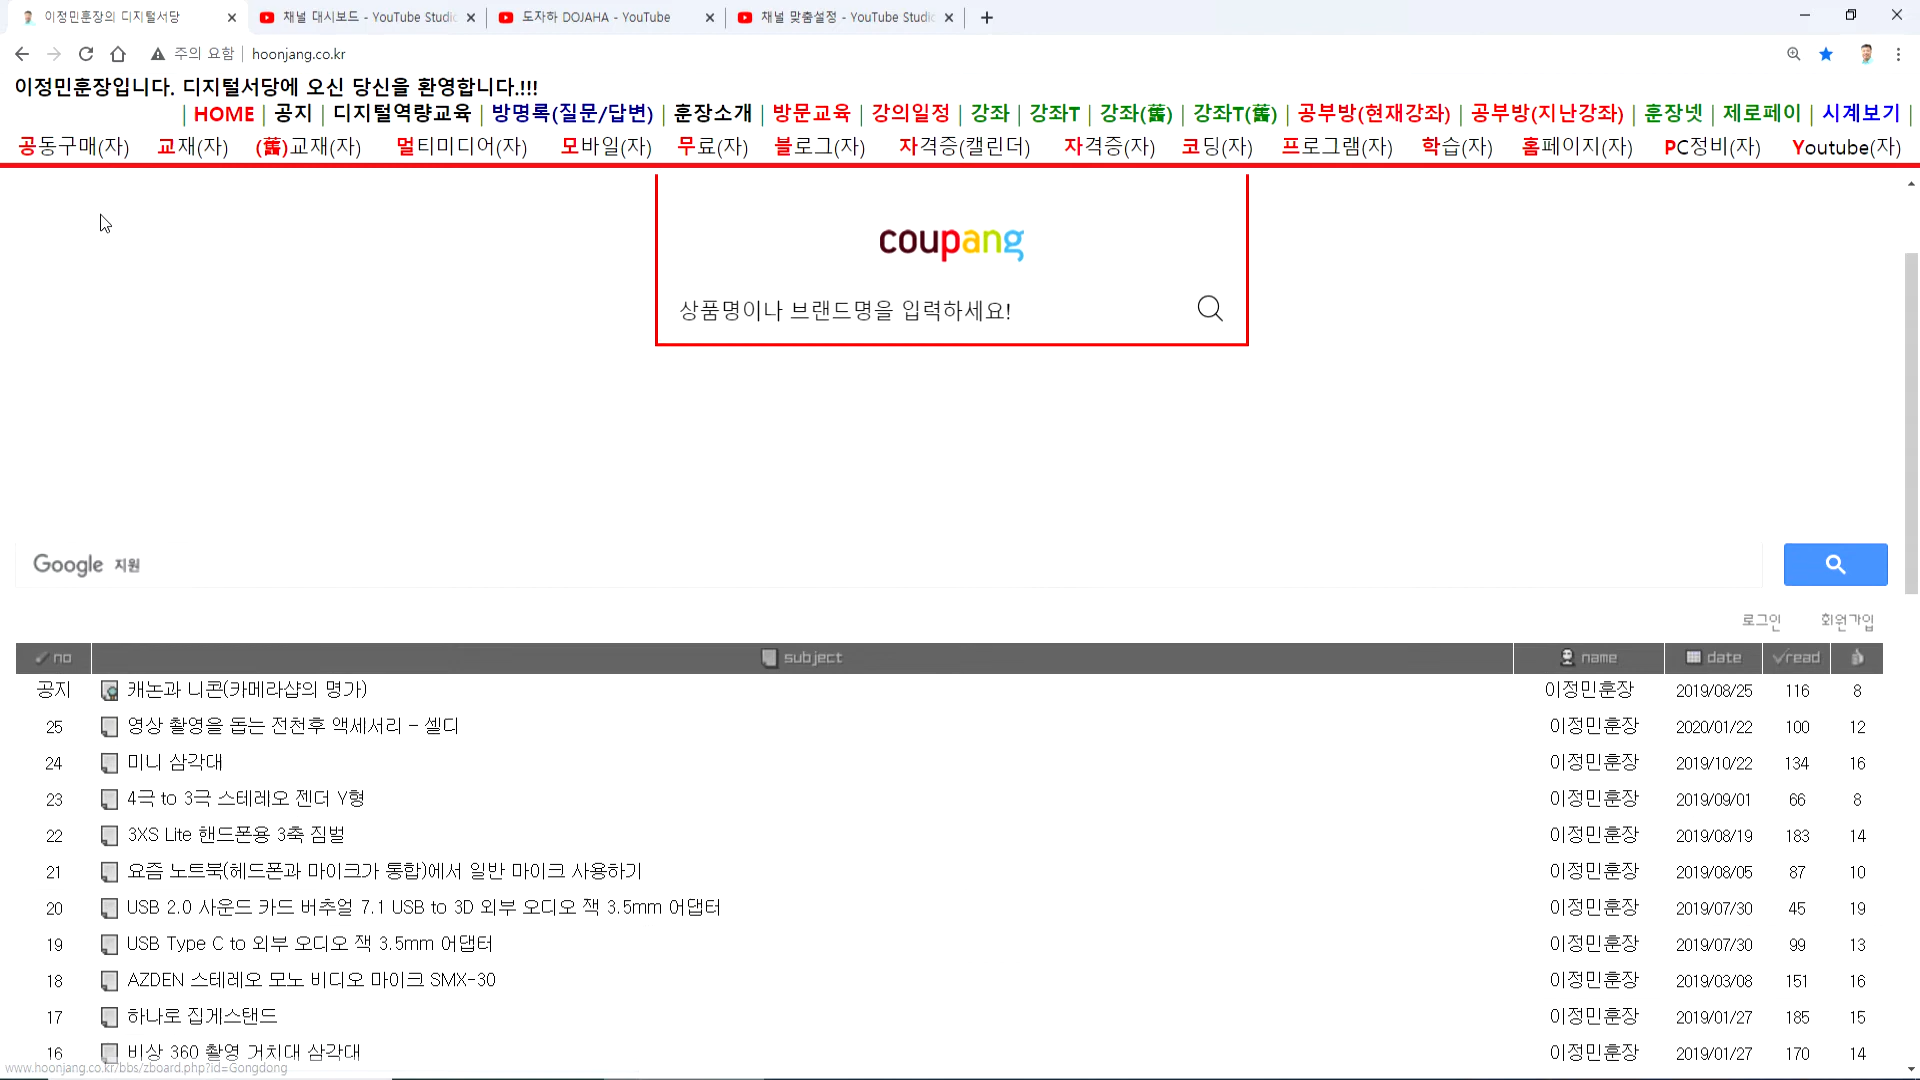 이정민훈장의 디지털서당
채널 대시보드 - YouTube Studio
도자하 DOJAHA - YouTube
채널 맞춤설정 - YouTube Studio
주의 요함 | hoonjang.co.kr
이정민훈장입니다. 디지털서당에 오신 당신을 환영합니다.!!!
| HOME | 공지 | 디지털역량교육 | 방명록(질문/답변) | 훈장소개 | 방문교육 | 강의일정 | 강좌 | 강좌T | 강좌(舊) | 강좌T(舊) | 공부방(현재강좌) | 공부방(지난강좌) | 훈장넷 | 제로페이 | 시계보기 |
공동구매(자) 교재(자) (舊)교재(자) 멀티미디어(자) 모바일(자) 무료(자) 블로그(자) 자격증(캘린더) 자격증(자) 코딩(자) 프로그램(자) 학습(자) 홈페이지(자) PC정비(자) Youtube(자)
coupang
상품명이나 브랜드명을 입력하세요!
Google 지원
로그인 회원가입
no subject name date read
공지 캐논과 니콘(카메라샵의 명가) 이정민훈장 2019/08/25 116 8
25 영상 촬영을 돕는 전천후 액세서리 - 셀디 이정민훈장 2020/01/22 100 12
24 미니 삼각대 이정민훈장 2019/10/22 134 16
23 4극 to 3극 스테레오 젠더 Y형 이정민훈장 2019/09/01 66 8
22 3XS Lite 핸드폰용 3축 짐벌 이정민훈장 2019/08/19 183 14
21 요즘 노트북(헤드폰과 마이크가 통합)에서 일반 마이크 사용하기 이정민훈장 2019/08/05 87 10
20 USB 2.0 사운드 카드 버추얼 7.1 USB to 3D 외부 오디오 잭 3.5mm 어댑터 이정민훈장 2019/07/30 45 19
19 USB Type C to 외부 오디오 잭 3.5mm 어댑터 이정민훈장 2019/07/30 99 13
18 AZDEN 스테레오 모노 비디오 마이크 SMX-30 이정민훈장 2019/03/08 151 16
17 하나로 집게스탠드 이정민훈장 2019/01/27 185 15
16 비상 360 촬영 거치대 삼각대 이정민훈장 2019/01/27 170 14
www.hoonjang.co.kr/bbs/zboard.php?id=Gongdong